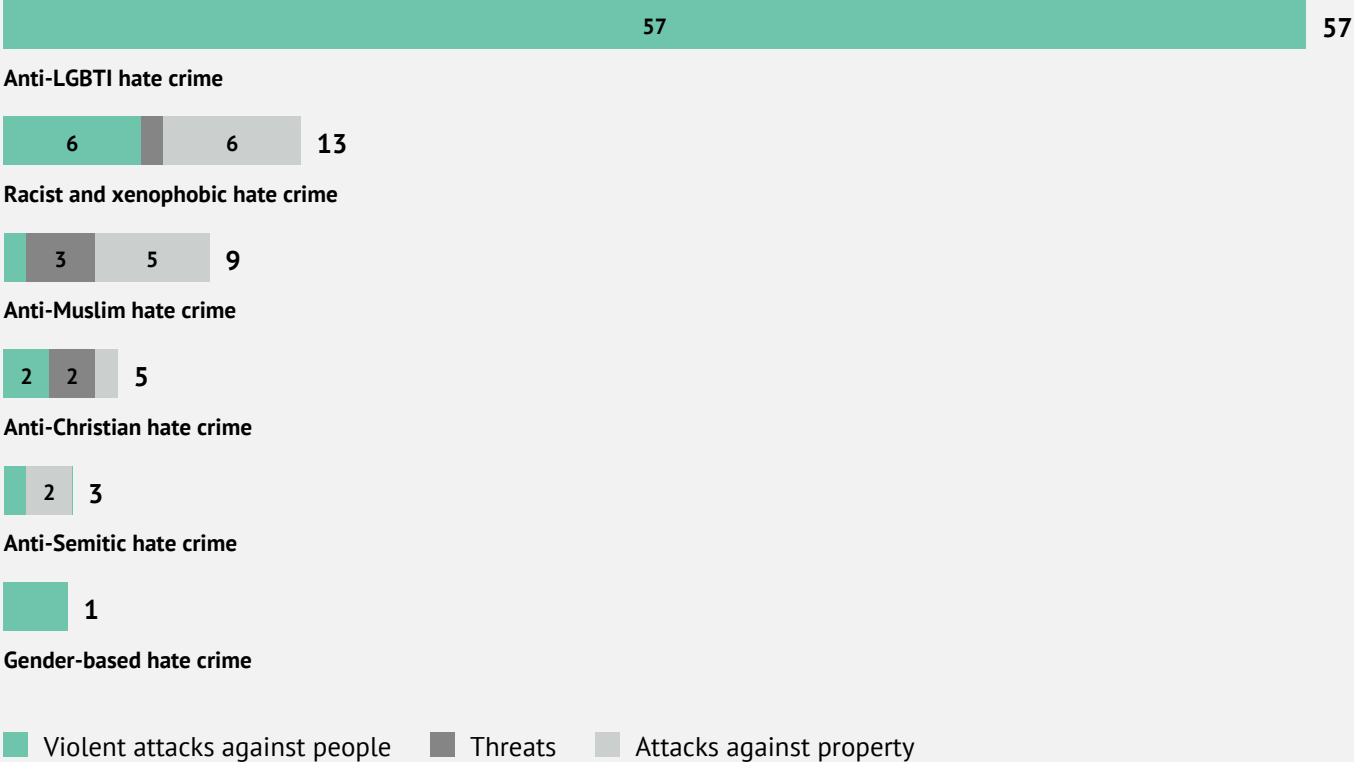 57 57
Anti-LGBTI hate crime
6 6 13
Racist and xenophobic hate crime
3 5 9
Anti-Muslim hate crime
2 2 5
Anti-Christian hate crime
2 3
Anti-Semitic hate crime
1
Gender-based hate crime
Violent attacks against people Threats Attacks against property